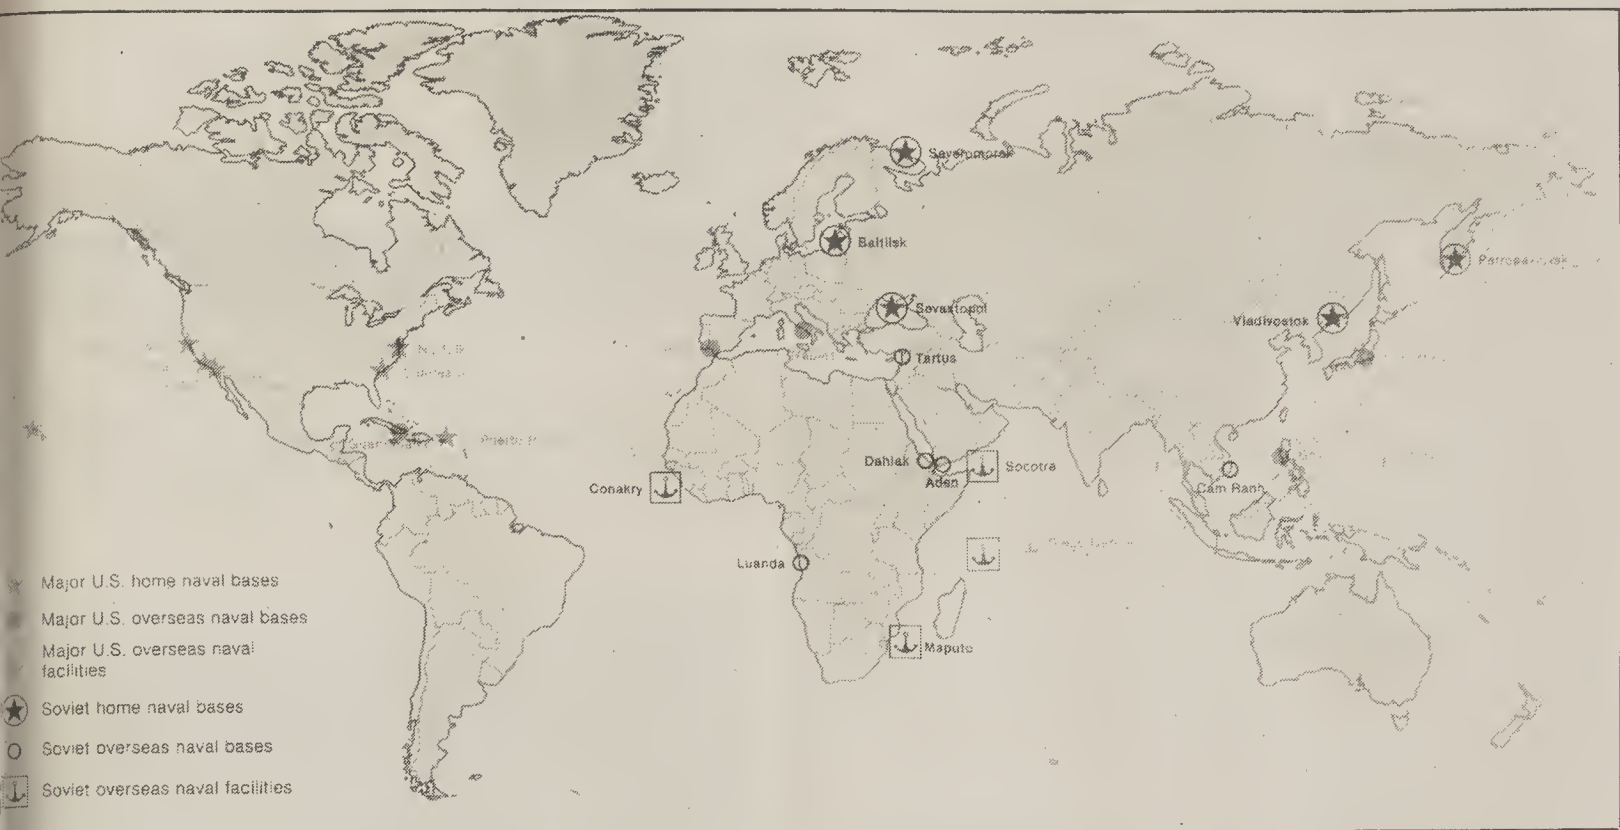 Severomorsk
Baltiisk
Sevastopol
Vladivostok
Tartus
Puerto
Dahlak
Aden
Socotra
Conakry
Cam Ranh
Luanda
Maputo
Major U.S. home naval bases
Major U.S. overseas naval bases
Major U.S. overseas naval
facilities
Soviet home naval bases
Soviet overseas naval bases
Soviet overseas naval facilities